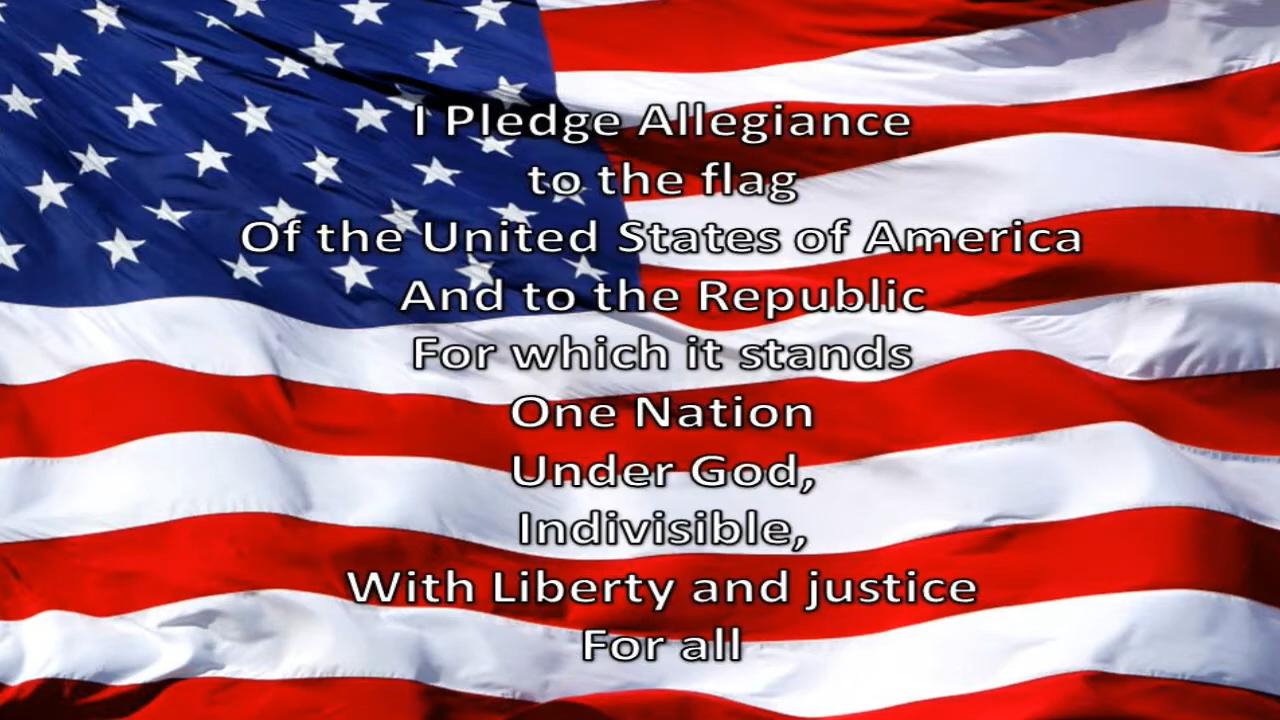 I Pledge Allegiance
to the flag
Of the United States of America
And to the Republic
For which it stands
One Nation
Under God,
Indivisible,
With Liberty and justice
For all